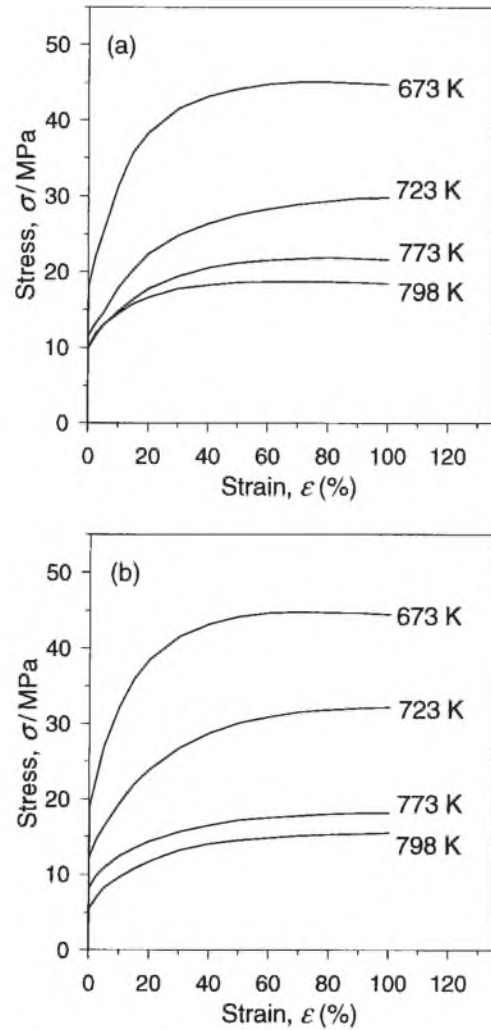 (a)
50
40
30
20
10
0
Stress, σ/MPa
673 K
723 K
773 K
798 K
0 20 40 60 80 100 120
Strain, ε (%)
(b)
50
40
30
20
10
0
Stress, σ/MPa
673 K
723 K
773 K
798 K
0 20 40 60 80 100 120
Strain, ε (%)